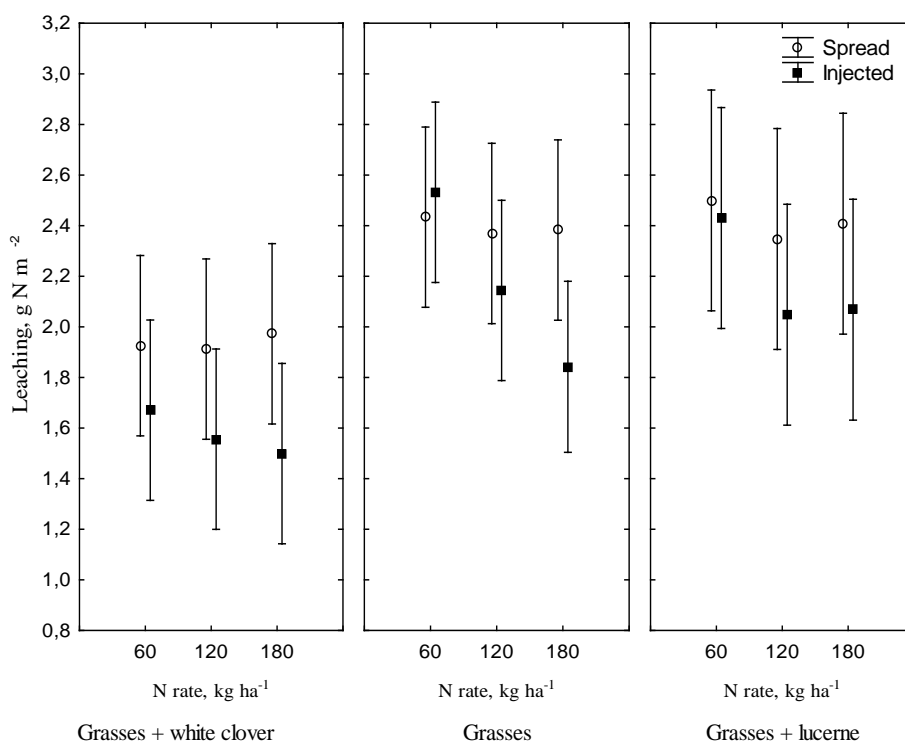 3,2
3,0
2,8
2,6
2,4
2,2
2,0
1,8
1,6
1,4
1,2
1,0
0,8
Leaching, g N m -2
Spread
Injected
60 120 180 60 120 180 60 120 180
N rate, kg ha-1 N rate, kg ha-1 N rate, kg ha-1
Grasses + white clover Grasses Grasses + lucerne